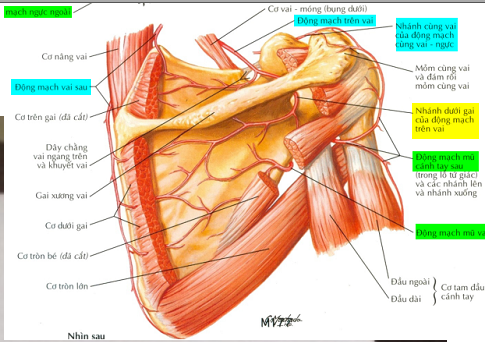 mạch ngực ngoài
Cơ vai - móng (bụng dưới)
Động mạch trên vai
Nhánh cùng vai
của động mạch
cùng vai - ngực
Cơ nâng vai
Mỏm cùng vai
và đám rối
mỏm cùng vai
Động mạch vai sau
Cơ trên gai (đã cắt)
Nhánh dưới gai
của động mạch
trên vai
Dây chằng
vai ngang trên
và khuyết vai
Động mạch mũ
cánh tay sau
(trong lỗ tứ giác)
và các nhánh lên
và nhánh xuống
Gai xương vai
Cơ dưới gai
Động mạch mũ va
Cơ tròn bé (đã cắt)
Cơ tròn lớn
Đầu ngoài
Đầu dài
Cơ tam đầu
cánh tay
Nhìn sau